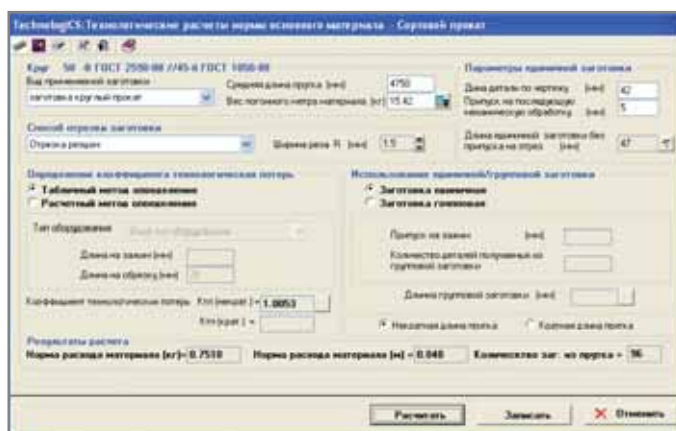 TechnologiCS:Технологические расчеты нормы основного материала - Сортовой прокат
Круг 50 -В ГОСТ 2590-88 //45-б ГОСТ 1050-88
Параметры единичной заготовки
Вид применяемой заготовки
Средняя длина прутка (мм) 4750
Длина детали по чертежу (мм) 42
заготовка круглый прокат
Вес погонного метра материала (кг) 15.42
Припуск на последующую механическую обработку (мм) 5
Способ отрезки заготовки
Отрезка резцом
Ширина реза R (мм) 1.5
Длина единичной заготовки без припуска на отрез (мм) 47
Определение коэффициента технологических потерь
Использование единичной/групповой заготовки
Табличный метод определения
Заготовка единичная
Расчетный метод определения
Заготовка групповая
Тип оборудования
Припуск на зажим (мм)
Длина на зажим (мм)
Количество деталей получаемых из групповой заготовки
Длина на обрезку (мм)
Длина групповой заготовки (мм)
Коэффициент технологических потерь Ктп (некрат.) = 1.0053
Ктп (крат.) =
Некратная длина прутка
Кратная длина прутка
Результаты расчета
Норма расхода материала (кг)= 0.7518
Норма расхода материала (м) = 0.048
Количество заг. из прутка = 96
Расчитать
Записать
Отменить